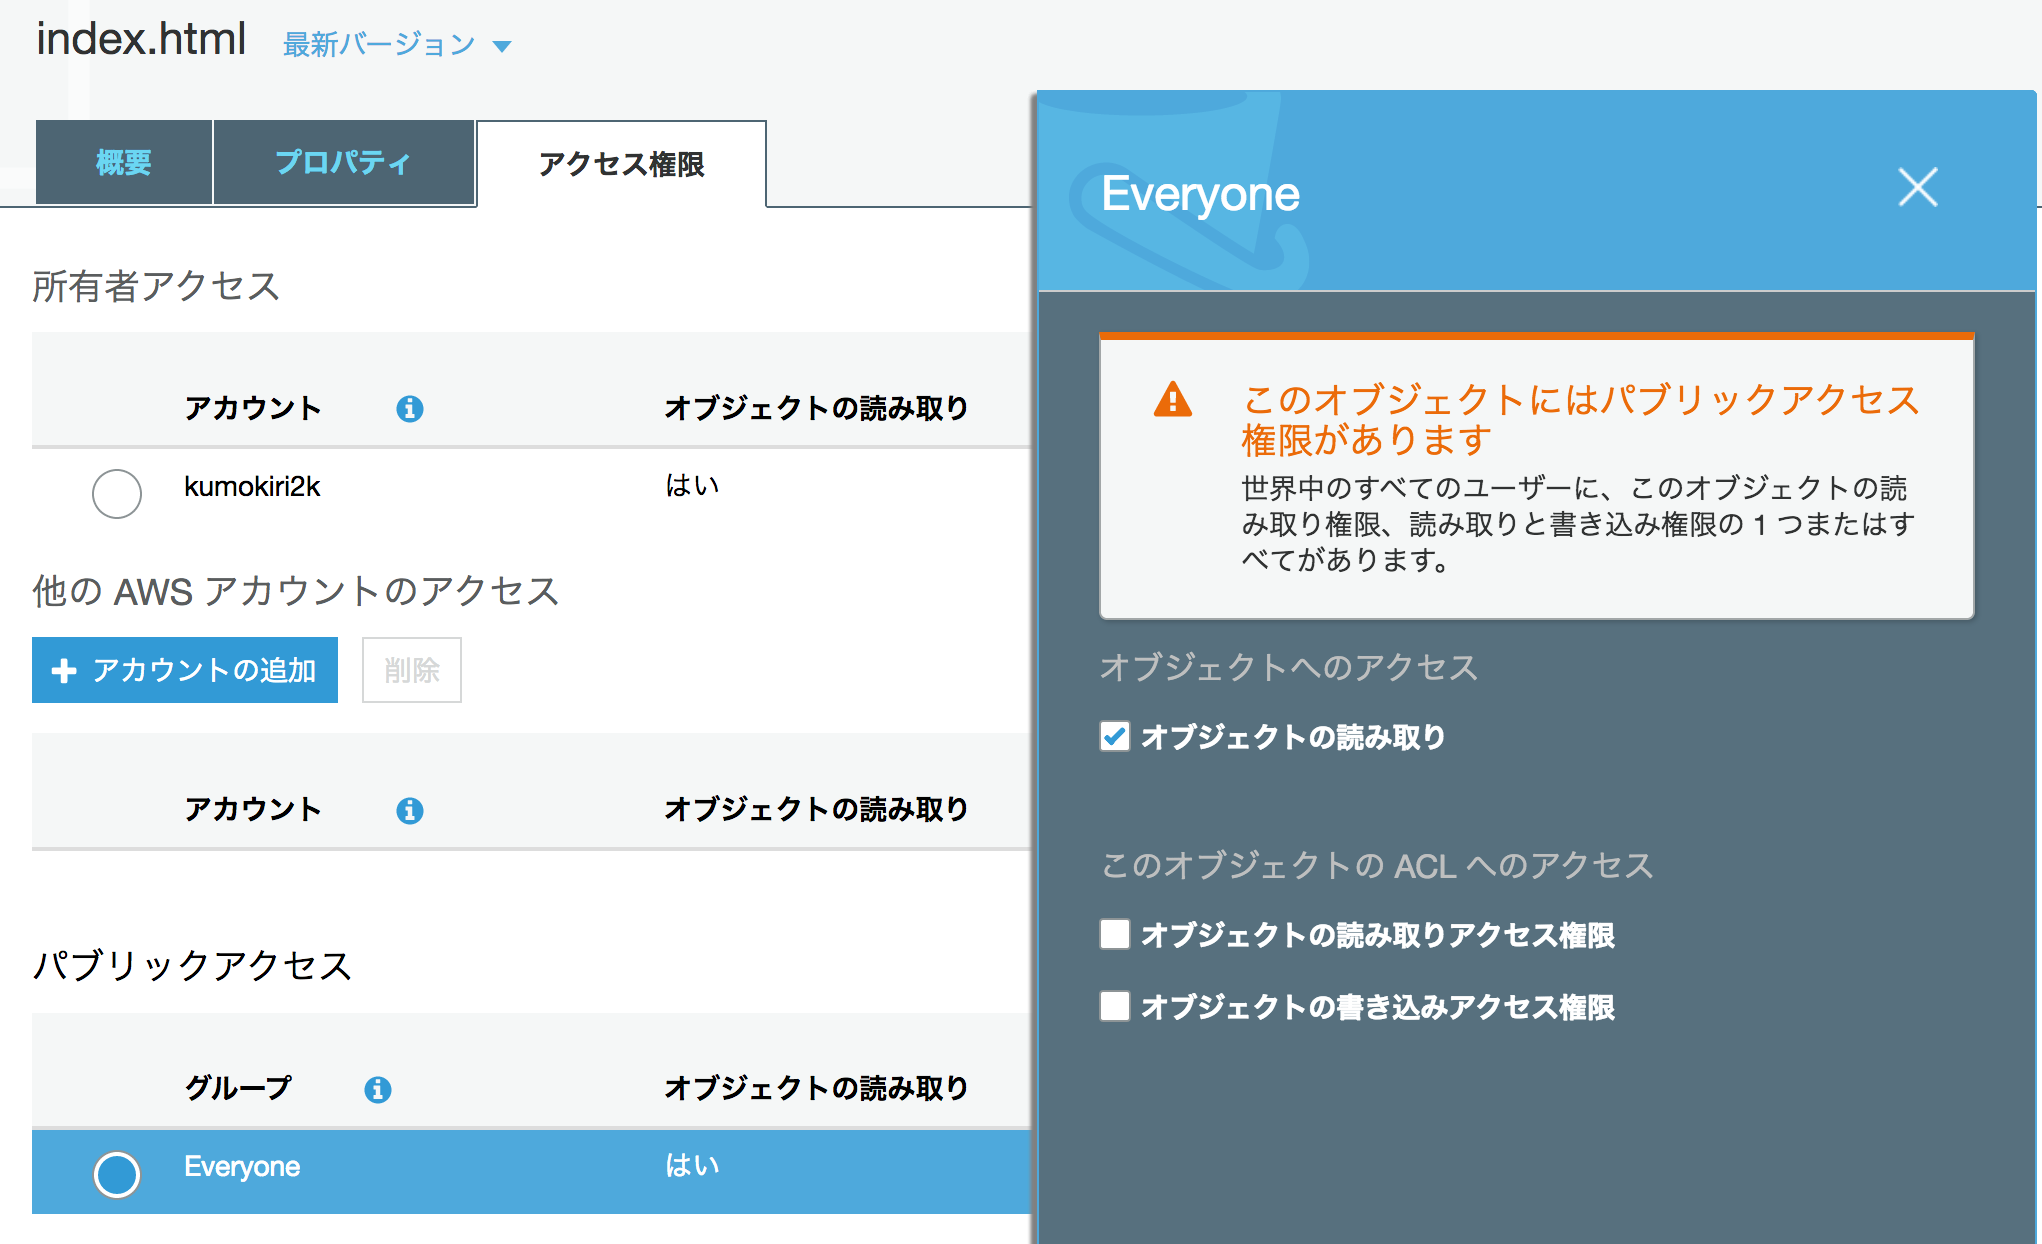 index.html 最新バージョン
概要 プロパティ アクセス権限
所有者アクセス
アカウント オブジェクトの読み取り
kumokiri2k はい
他の AWS アカウントのアクセス
アカウントの追加 削除
アカウント オブジェクトの読み取り
パブリックアクセス
グループ オブジェクトの読み取り
Everyone はい
Everyone
このオブジェクトにはパブリックアクセス
権限があります
世界中のすべてのユーザーに、このオブジェクトの読
み取り権限、読み取りと書き込み権限の 1 つまたはす
べてがあります。
オブジェクトへのアクセス
オブジェクトの読み取り
このオブジェクトの ACL へのアクセス
オブジェクトの読み取りアクセス権限
オブジェクトの書き込みアクセス権限